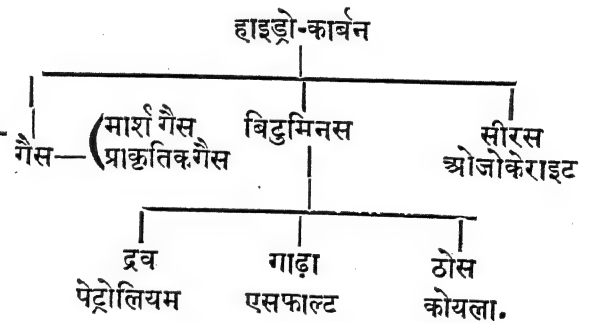 हाइड्रो-कार्बन
गैस—(मार्श गैस प्राकृतिक गैस बिटुमिनस सीरस ओजोकेराइट
द्रव गाढ़ा ठोस
पेट्रोलियम एसफाल्ट कोयला.